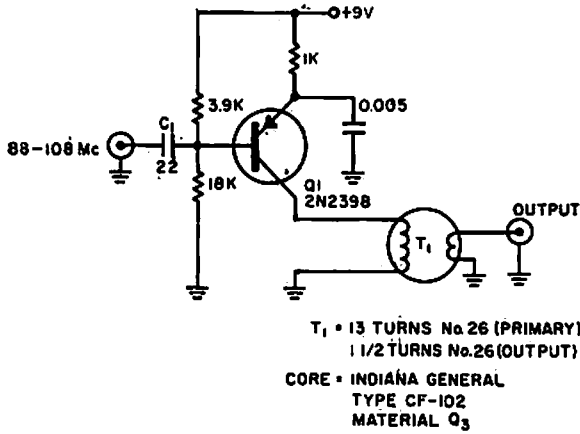 +9V
1K
3.9K
0.005
C1
88-108 Mc
22
Q1
18K
2N2398
OUTPUT
T1
T1 = 13 TURNS No. 26 (PRIMARY)
1 1/2 TURNS No. 26 (OUTPUT)
CORE = INDIANA GENERAL
TYPE CF-102
MATERIAL Q3